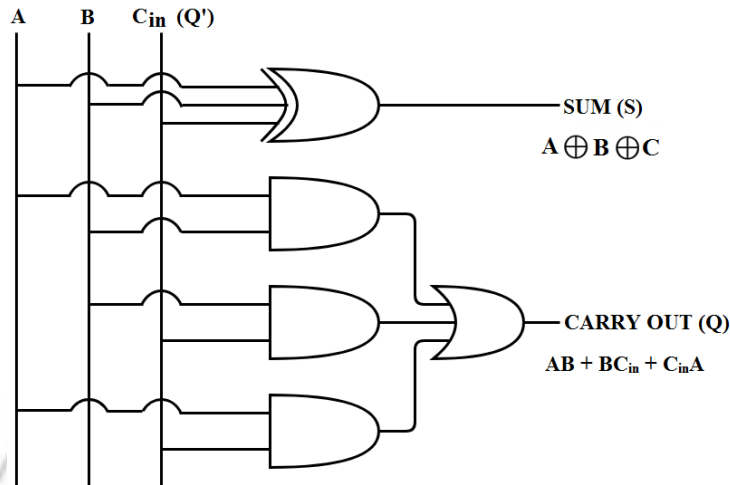 A B Cin (Q')
SUM (S)
A ⊕ B ⊕ C
CARRY OUT (Q)
AB + BCin + CinA